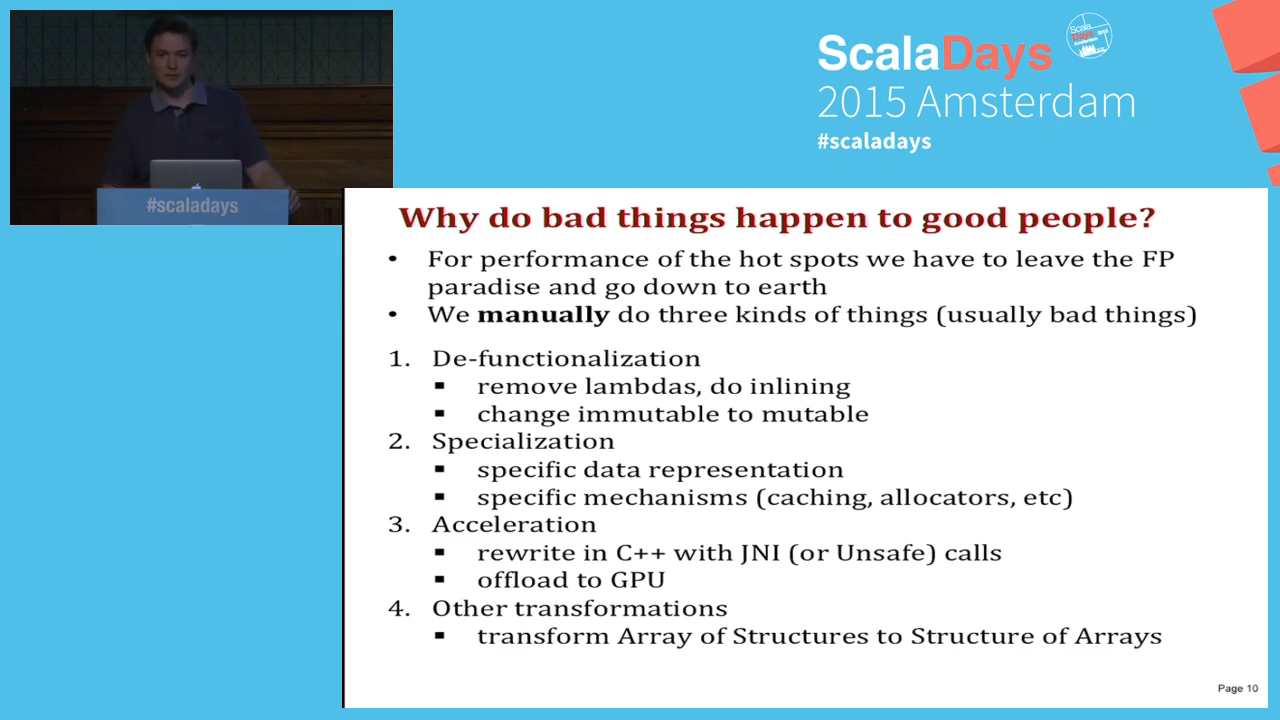 ScalaDays
2015 Amsterdam
#scaladays
#scaladays
Why do bad things happen to good people?
• For performance of the hot spots we have to leave the FP
paradise and go down to earth
• We manually do three kinds of things (usually bad things)
1. De-functionalization
▪ remove lambdas, do inlining
▪ change immutable to mutable
2. Specialization
▪ specific data representation
▪ specific mechanisms (caching, allocators, etc)
3. Acceleration
▪ rewrite in C++ with JNI (or Unsafe) calls
▪ offload to GPU
4. Other transformations
▪ transform Array of Structures to Structure of Arrays
Page 10